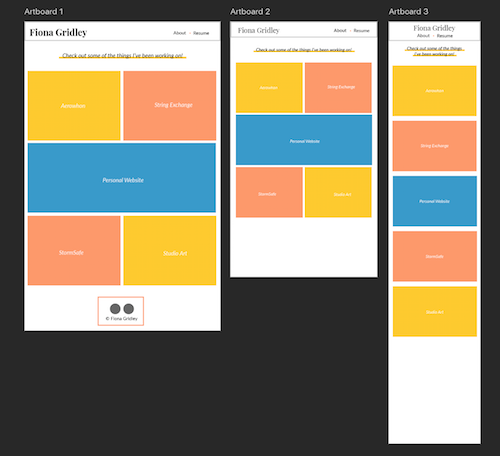 Artboard 1
Fiona Gridley
About - Resume
Check out some of the things I've been working on!
Animation
String Exchange
Personal Website
StormSafe
Studio Art
© Fiona Gridley
Artboard 2
Fiona Gridley
About - Resume
Check out some of the things I've been working on!
Animation
String Exchange
Personal Website
StormSafe
Studio Art
Artboard 3
Fiona Gridley
About - Resume
Check out some of the things
I've been working on!
Animation
String Exchange
Personal Website
StormSafe
Studio Art